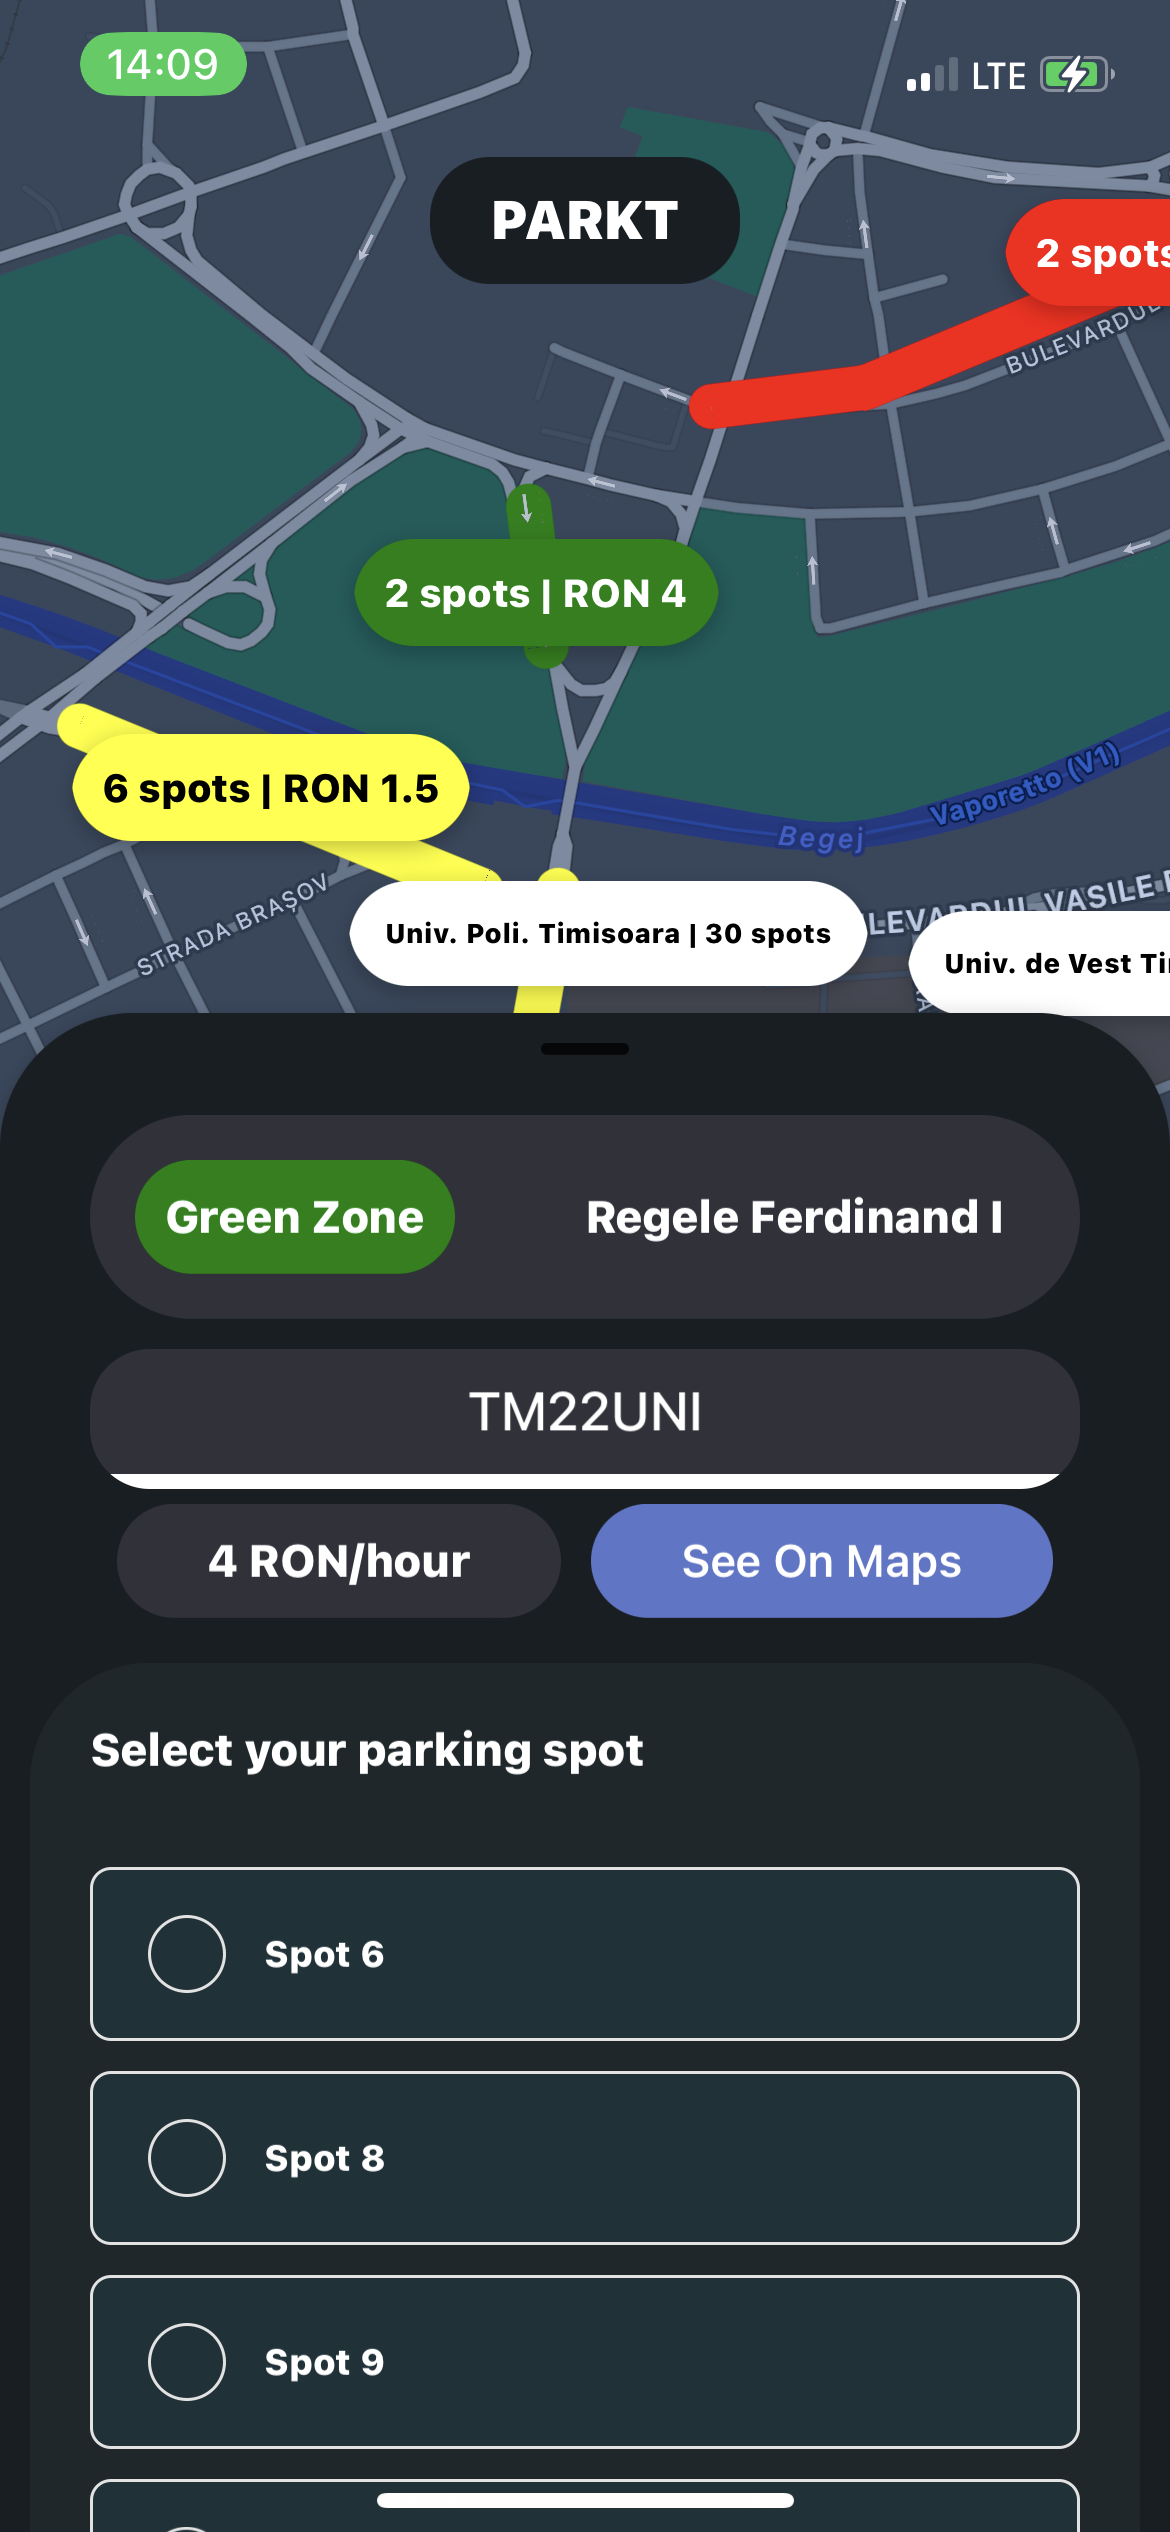 14:09
LTE
PARKT
2 spots
BULEVARDUL
2 spots | RON 4
6 spots | RON 1.5
Vaporetto (V1)
Begej
STRADA BRAȘOV
Univ. Poli. Timisoara | 30 spots
LEVARDUL VASILE
Univ. de Vest Ti
Green Zone
Regele Ferdinand I
TM22UNI
4 RON/hour
See On Maps
Select your parking spot
Spot 6
Spot 8
Spot 9